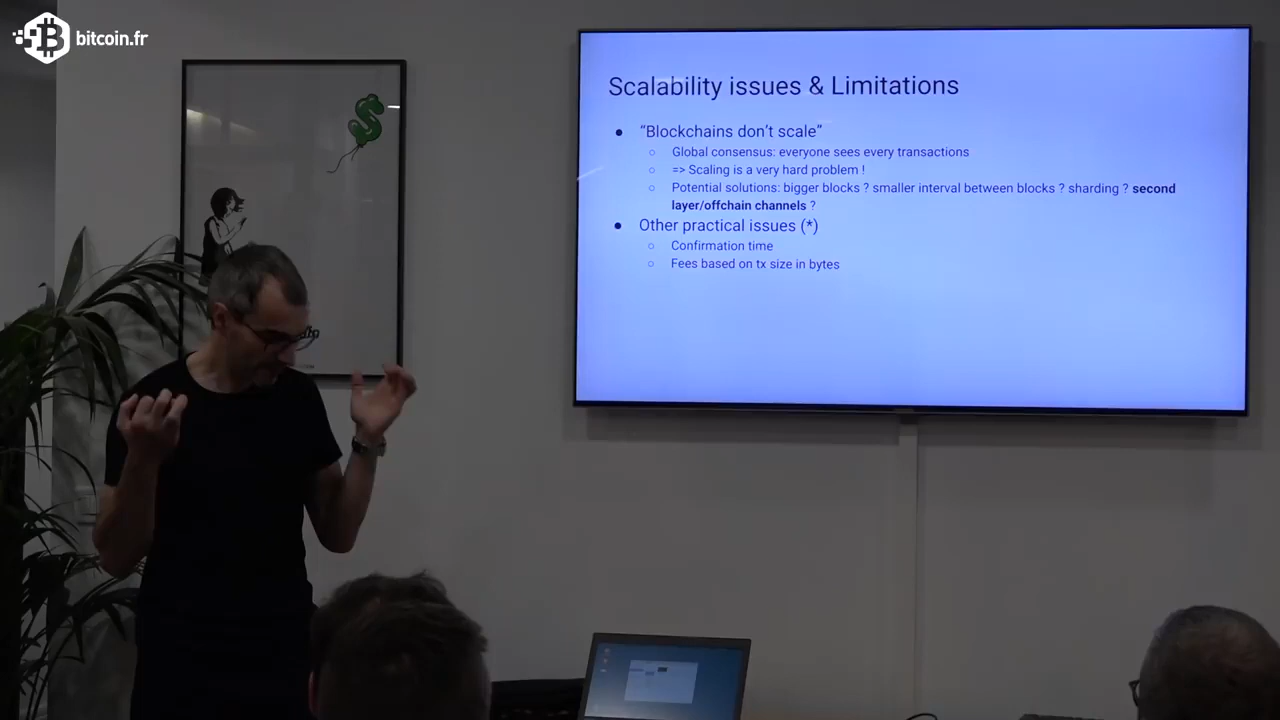 bitcoin.fr
Scalability issues & Limitations
● “Blockchains don’t scale”
○ Global consensus: everyone sees every transactions
○ => Scaling is a very hard problem !
○ Potential solutions: bigger blocks ? smaller interval between blocks ? sharding ? second
layer/offchain channels ?
● Other practical issues (*)
○ Confirmation time
○ Fees based on tx size in bytes